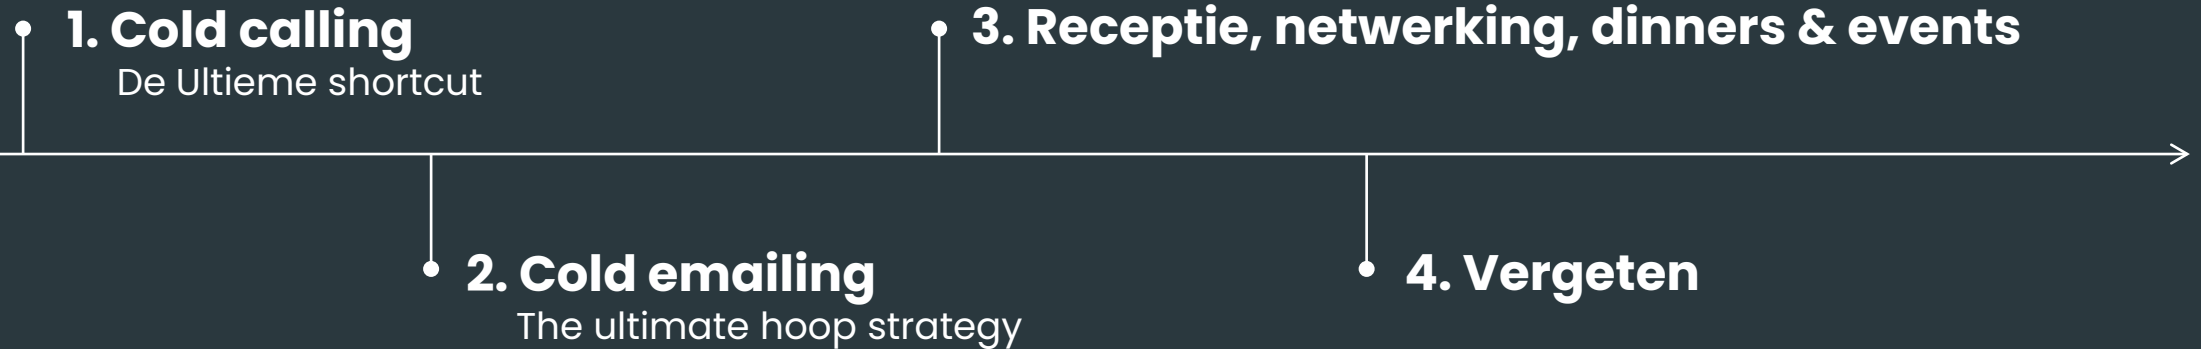 1. Cold calling
De Ultieme shortcut
2. Cold emailing
The ultimate hoop strategy
3. Receptie, netwerking, dinners & events
4. Vergeten